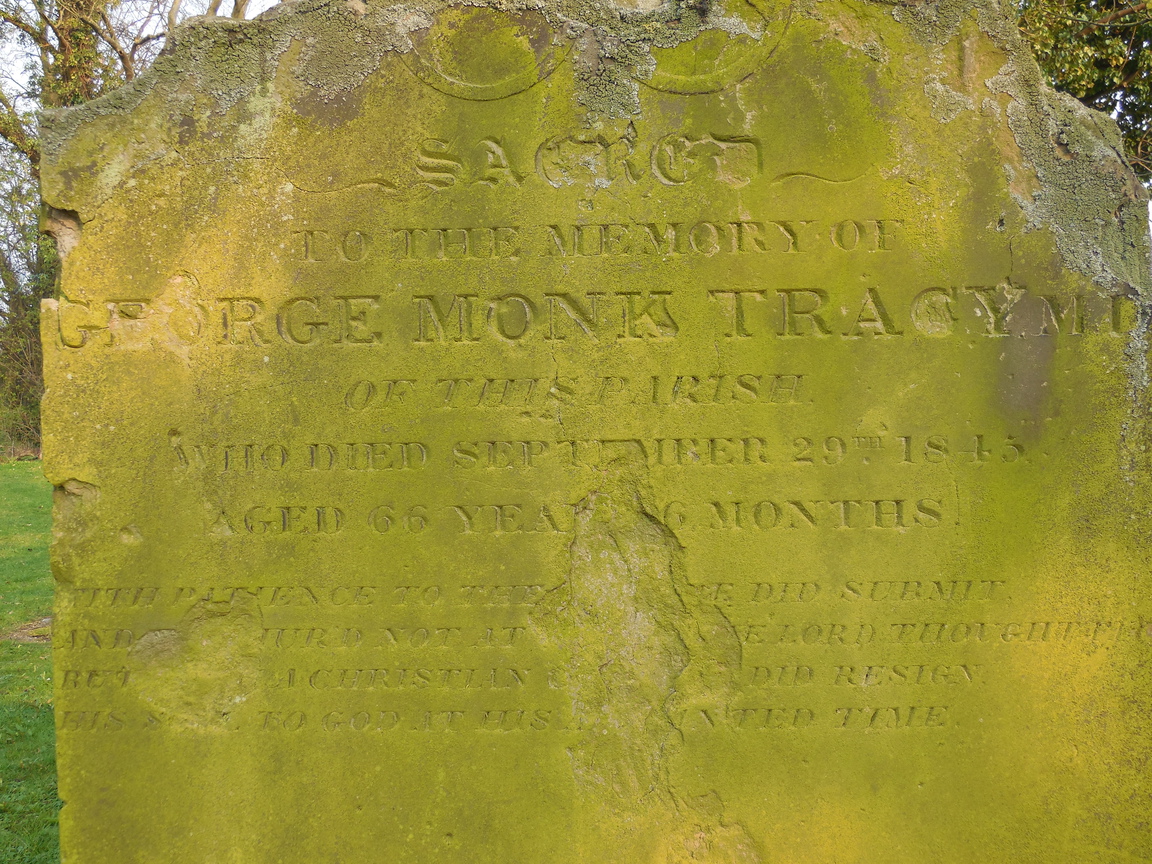 SACRED
TO THE MEMORY OF
GEORGE MONK TRACY
OF THIS PARISH
WHO DIED SEPTEMBER 29TH 1845.
AGED 66 YEARS 6 MONTHS
WITH PATIENCE TO THE DID SUBMIT,
AND NOT AT LORD THOUGHT FIT
BUT A CHRISTIAN DID RESIGN
HIS SOUL TO GOD AT HIS APPOINTED TIME.